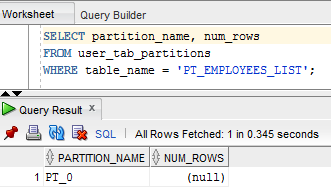 Worksheet Query Builder
SELECT partition_name, num_rows
FROM user_tab_partitions
WHERE table_name = 'PT_EMPLOYEES_LIST';
Query Result x
SQL | All Rows Fetched: 1 in 0.345 seconds
PARTITION_NAME NUM_ROWS
1 PT_0 (null)